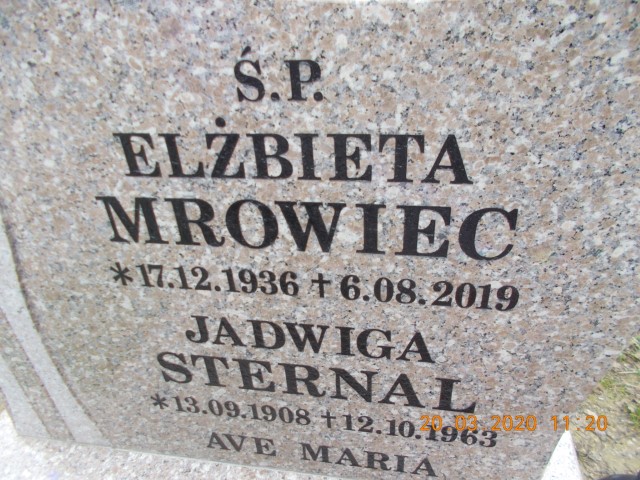 Ś.P.
ELŻBIETA
MROWIEC
*17.12.1936 † 6.08.2019
JADWIGA
STERNAL
*13.09.1908 † 12.10.1963
20.03.2020 11:20
AVE MARIA